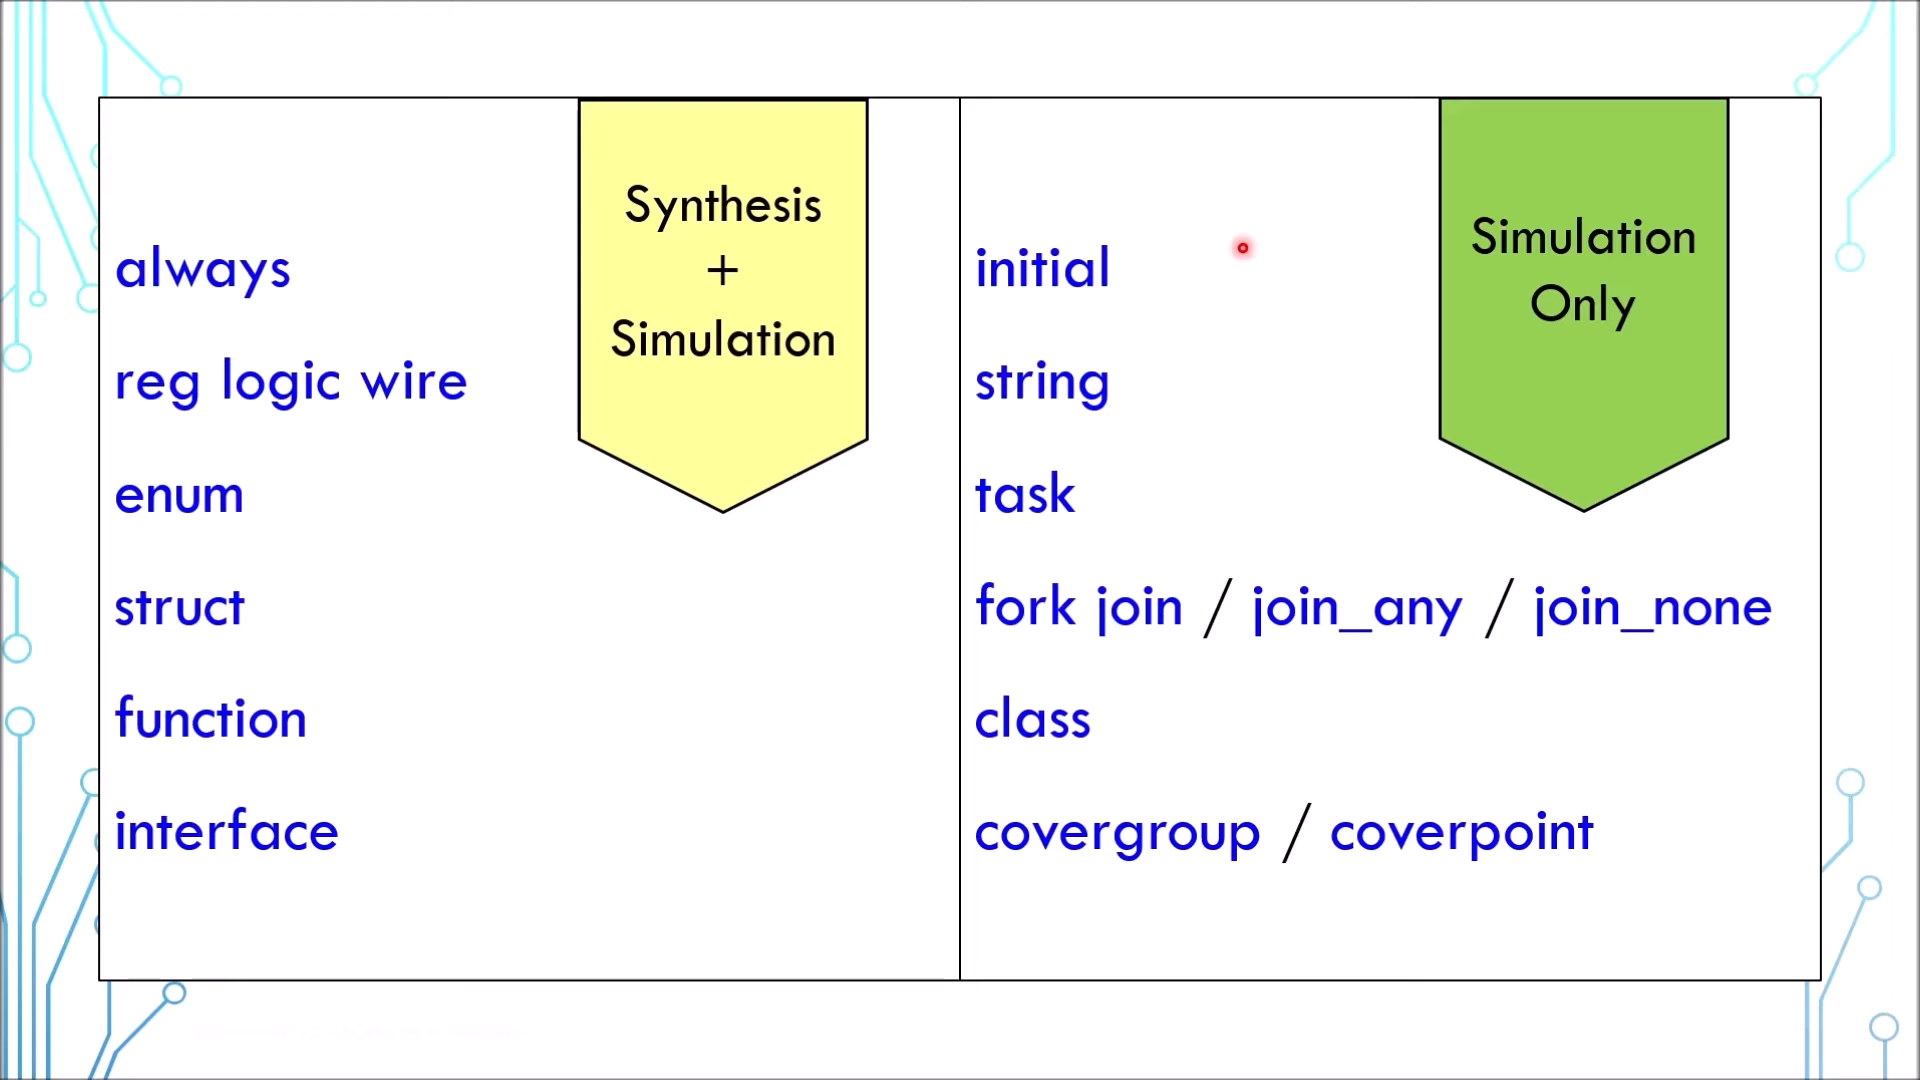 Synthesis
+
Simulation
always
reg logic wire
enum
struct
function
interface
Simulation
Only
initial
string
task
fork join / join_any / join_none
class
covergroup / coverpoint